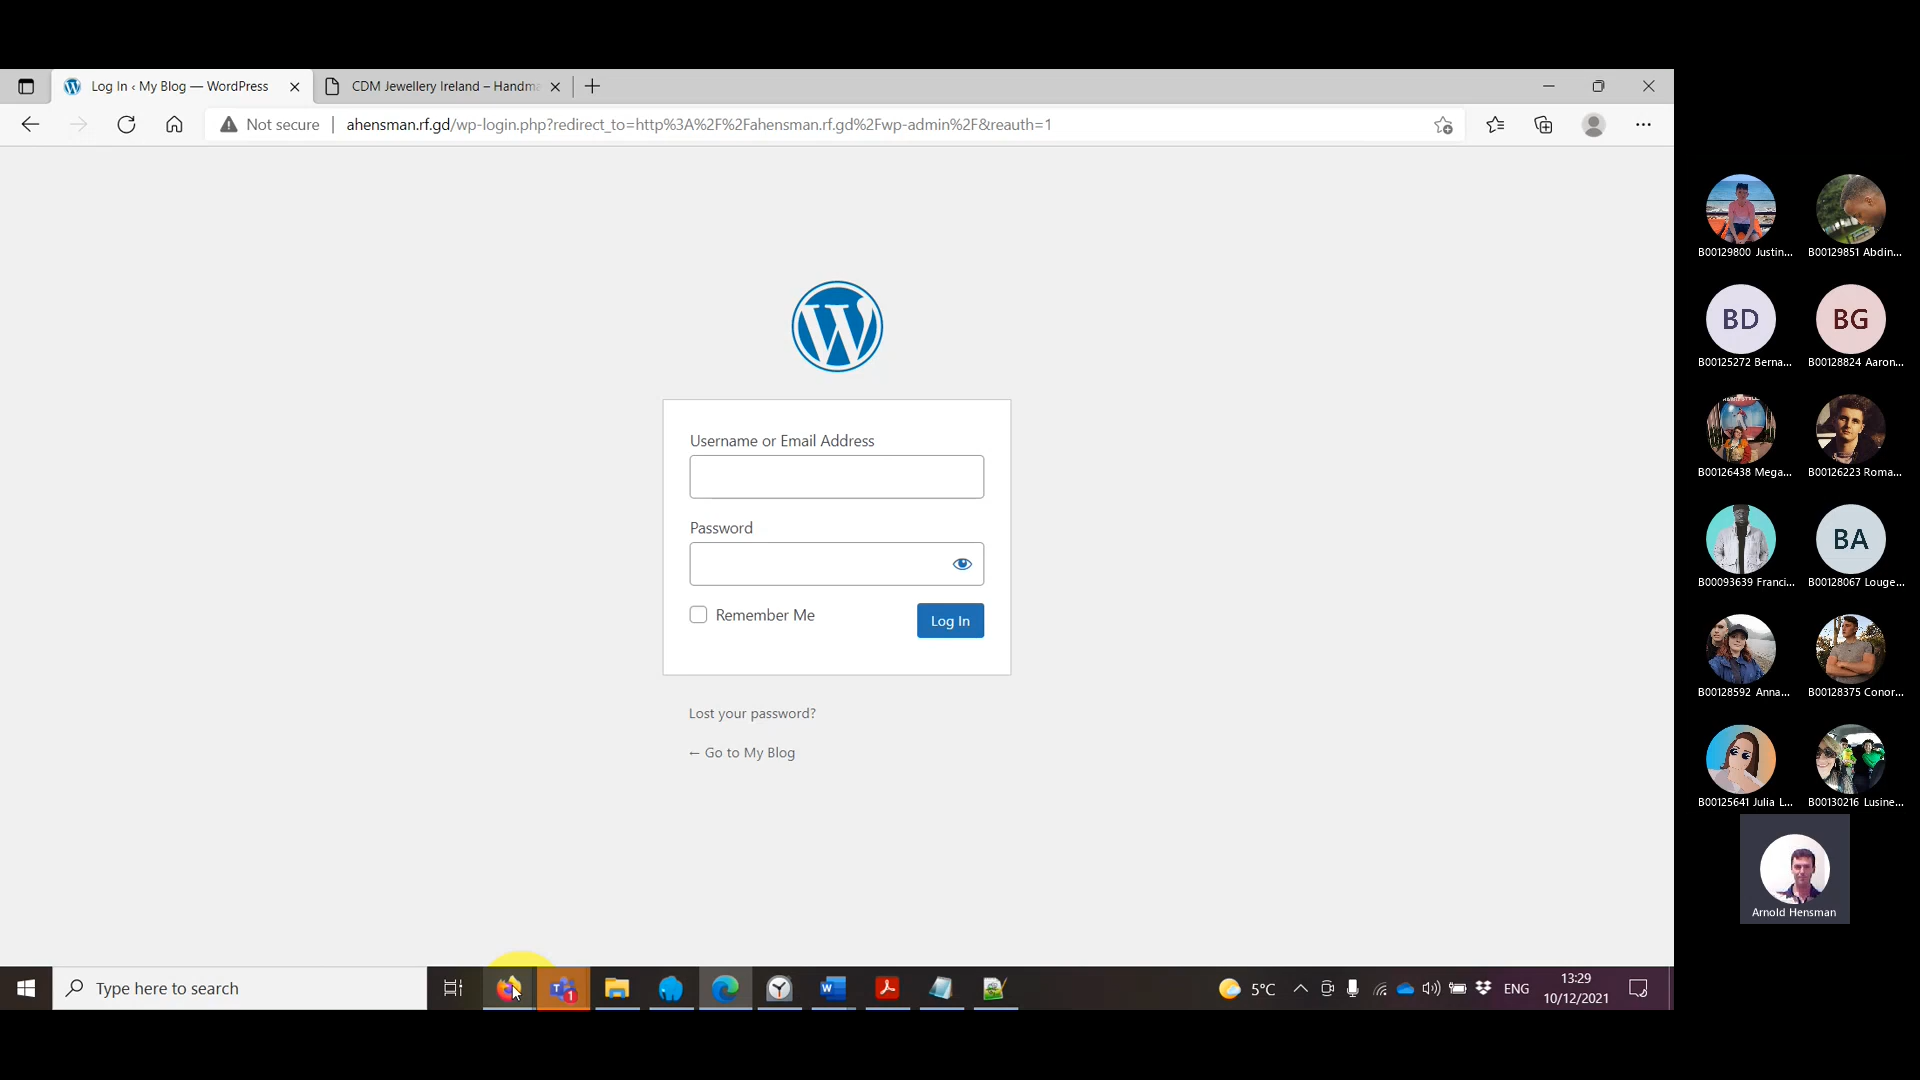 Log In ‹ My Blog — WordPress
CDM Jewellery Ireland – Handma
Not secure
ahensman.rf.gd/wp-login.php?redirect_to=http%3A%2F%2Fahensman.rf.gd%2Fwp-admin%2F&reauth=1
Username or Email Address
Password
Remember Me
Log In
Lost your password?
← Go to My Blog
B00129800 Justin...
B00129851 Abdin...
BD
BG
B00125272 Berna...
B00128824 Aaron...
B00126438 Mega...
B00126223 Roma...
BA
B00093639 Franci...
B00128067 Louge...
B00128592 Anna...
B00128375 Conor...
B00125641 Julia L...
B00130216 Lusine...
Arnold Hensman
Type here to search
1
5°C
ENG
13:29
10/12/2021